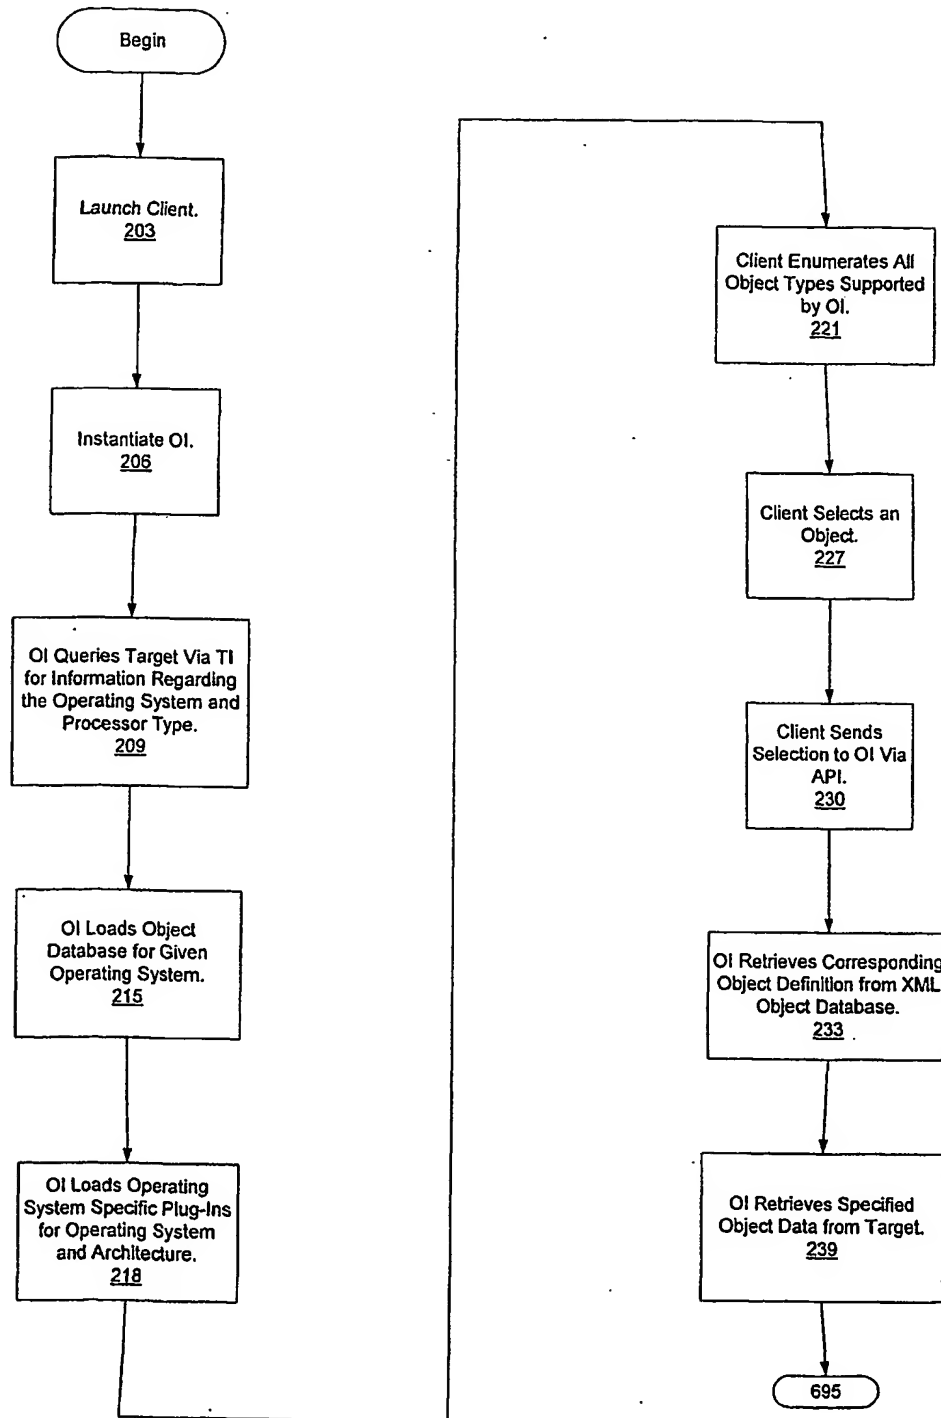 Begin
Launch Client.
203
Instantiate OI.
206
OI Queries Target Via TI
for Information Regarding
the Operating System and
Processor Type.
209
OI Loads Object
Database for Given
Operating System.
215
OI Loads Operating
System Specific Plug-Ins
for Operating System
and Architecture.
218
Client Enumerates All
Object Types Supported
by OI.
221
Client Selects an
Object.
227
Client Sends
Selection to OI Via
API.
230
OI Retrieves Corresponding
Object Definition from XML
Object Database.
233
OI Retrieves Specified
Object Data from Target.
239
695